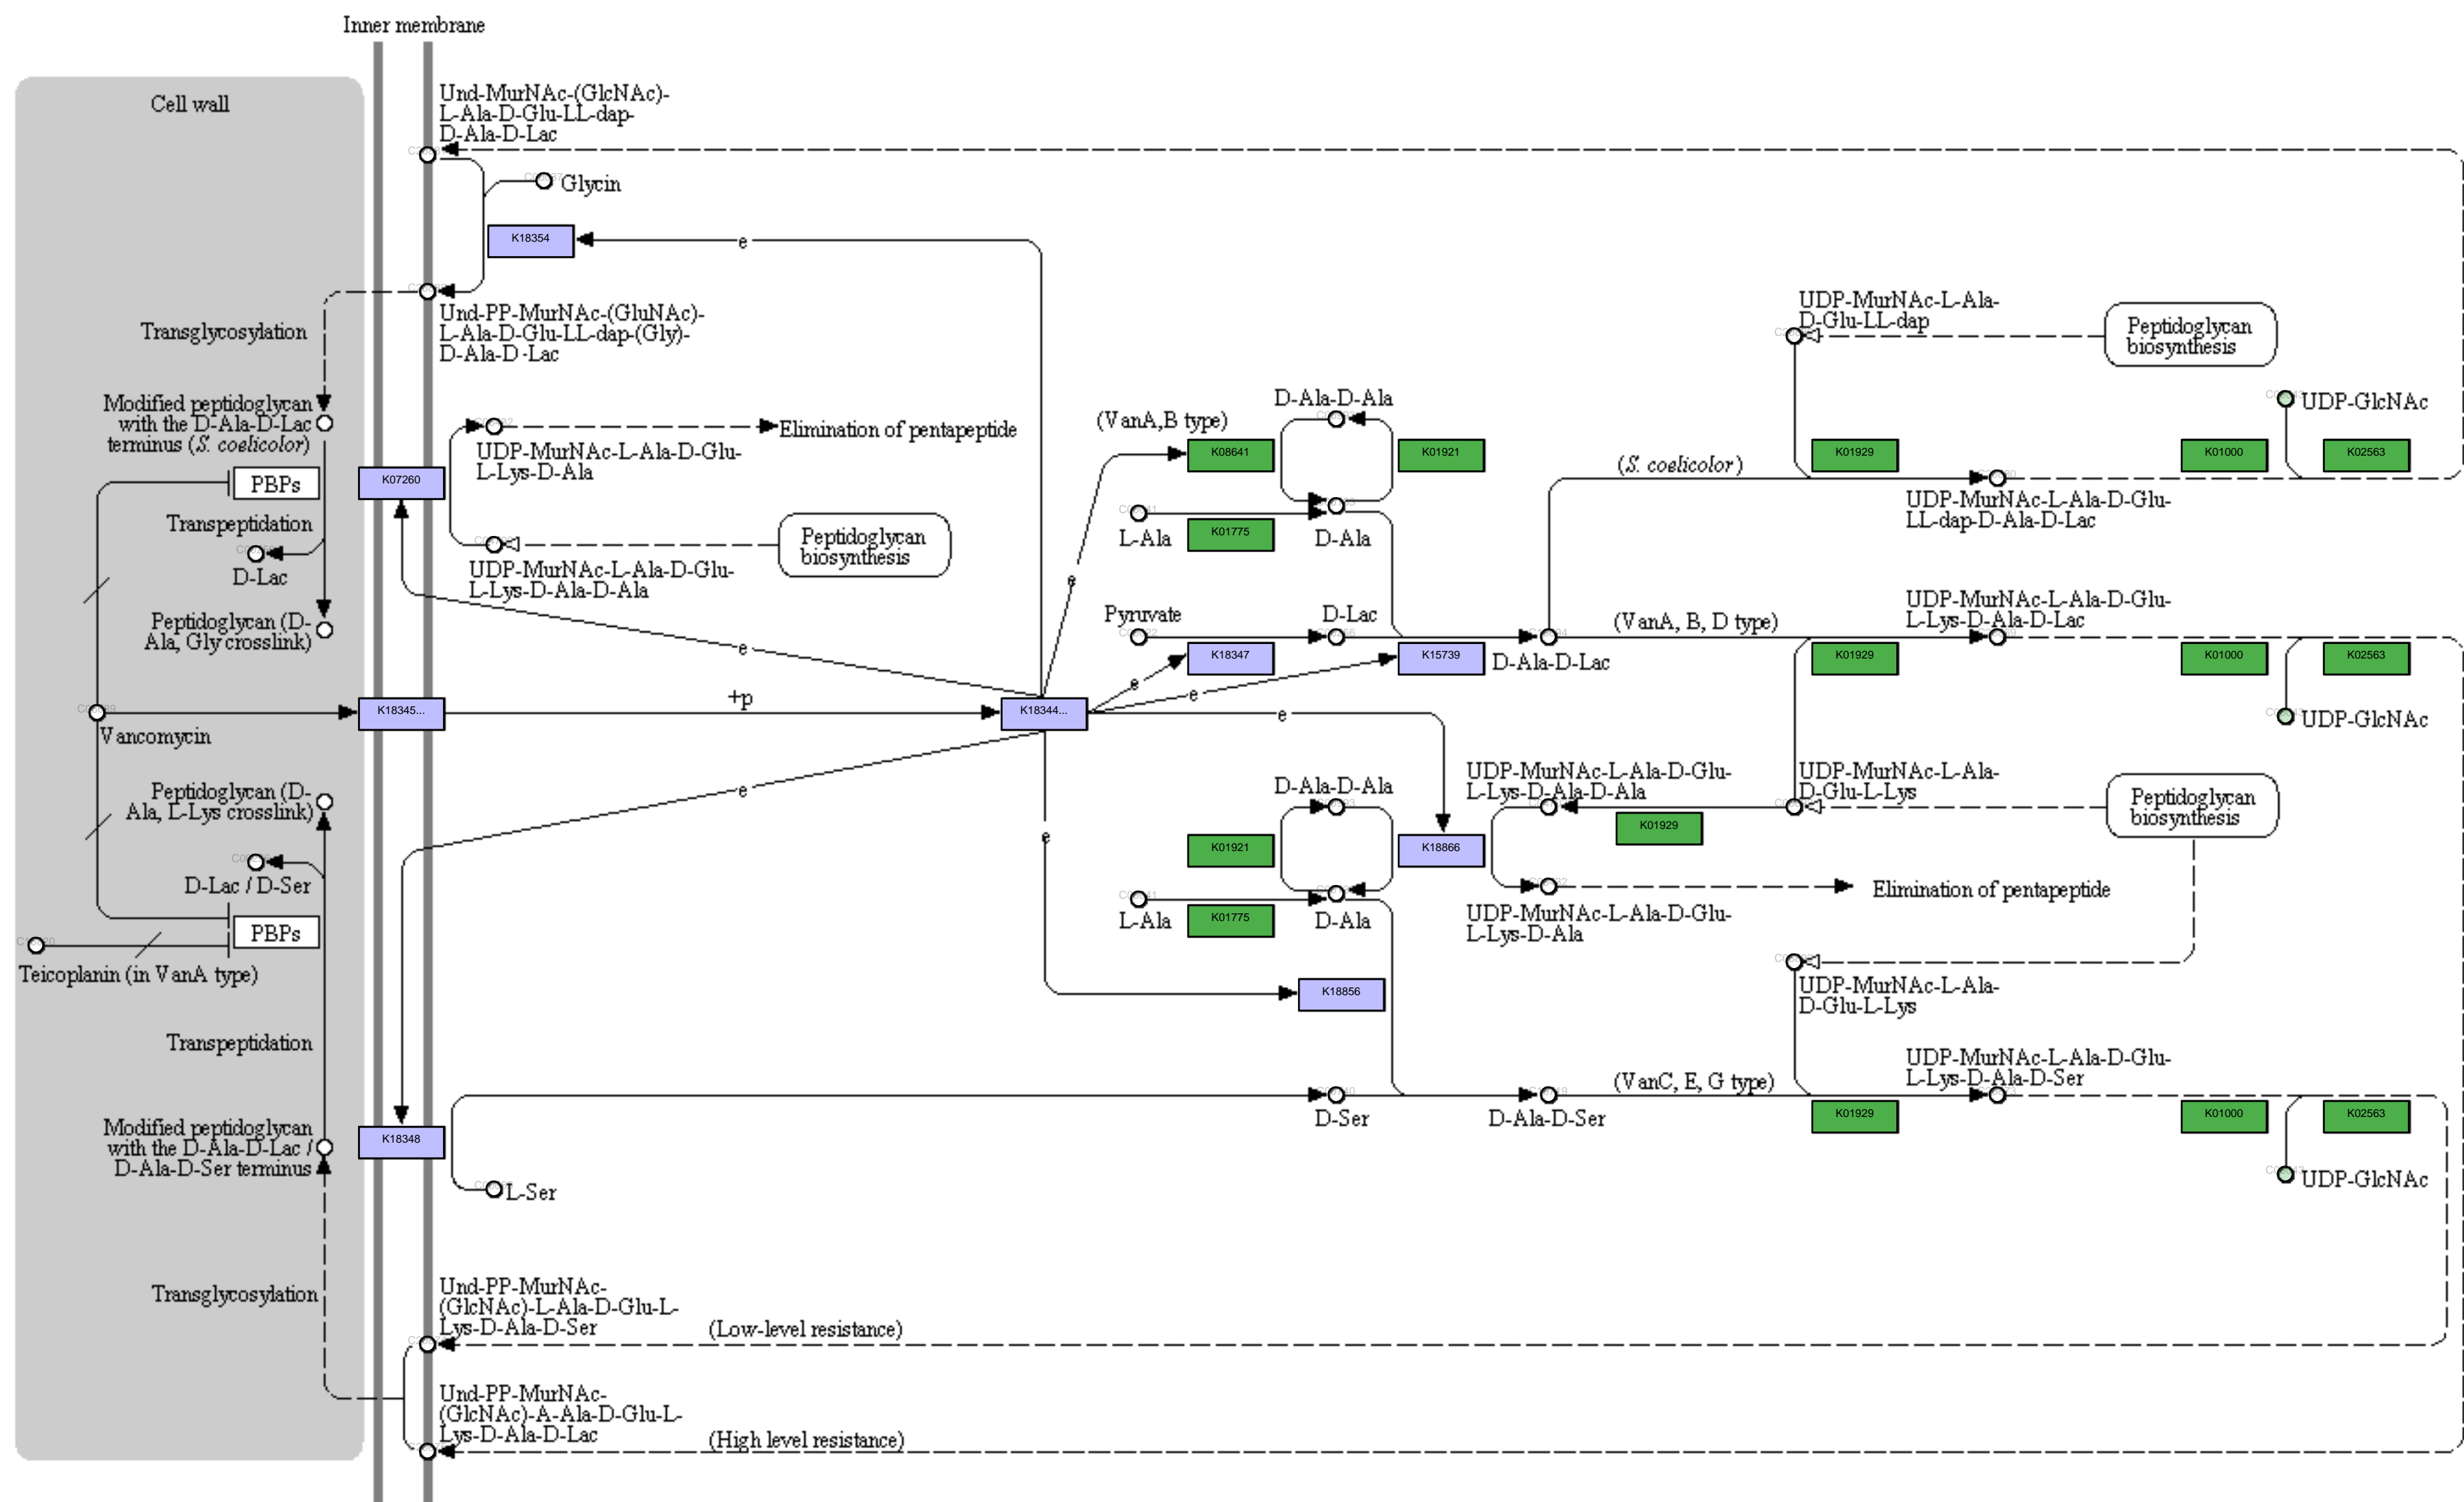 Inner membrane
Cell wall
Und-MurNAc-(GlcNAc)-
L-Ala-D-Glu-LL-dap-
D-Ala-D-Lac
Glycin
K18354
e
Und-PP-MurNAc-(GluNAc)-
L-Ala-D-Glu-LL-dap-(Gly)-
D-Ala-D-Lac
Transglycosylation
Modified peptidoglycan
with the D-Ala-D-Lac
terminus (S. coelicolor)
PBPs
Transpeptidation
D-Lac
Peptidoglycan (D-
Ala, Gly crosslink)
K07260
Elimination of pentapeptide
UDP-MurNAc-L-Ala-D-Glu-
L-Lys-D-Ala
Peptidoglycan
biosynthesis
UDP-MurNAc-L-Ala-D-Glu-
L-Lys-D-Ala-D-Ala
e
(VanA,B type)
K08641
D-Ala-D-Ala
K01921
L-Ala
K01775
D-Ala
e
Pyruvate
D-Lac
K18347
K15739
D-Ala-D-Lac
e
e
(S. coelicolor)
UDP-MurNAc-L-Ala-
D-Glu-LL-dap
Peptidoglycan
biosynthesis
K01929
UDP-MurNAc-L-Ala-D-Glu-
LL-dap-D-Ala-D-Lac
K01000
UDP-GlcNAc
K02563
(VanA, B, D type)
K01929
UDP-MurNAc-L-Ala-D-Glu-
L-Lys-D-Ala-D-Lac
K01000
K02563
UDP-GlcNAc
Vancomycin
K18345...
+p
K18344...
e
Peptidoglycan (D-
Ala, L-Lys crosslink)
D-Lac / D-Ser
PBPs
Teicoplanin (in VanA type)
e
e
D-Ala-D-Ala
K01921
K18866
L-Ala
K01775
D-Ala
UDP-MurNAc-L-Ala-D-Glu-
L-Lys-D-Ala-D-Ala
K01929
UDP-MurNAc-L-Ala-
D-Glu-L-Lys
Peptidoglycan
biosynthesis
Elimination of pentapeptide
UDP-MurNAc-L-Ala-D-Glu-
L-Lys-D-Ala
UDP-MurNAc-L-Ala-
D-Glu-L-Lys
K18856
Transpeptidation
Modified peptidoglycan
with the D-Ala-D-Lac /
D-Ala-D-Ser terminus
K18348
L-Ser
D-Ser
D-Ala-D-Ser
(VanC, E, G type)
K01929
UDP-MurNAc-L-Ala-D-Glu-
L-Lys-D-Ala-D-Ser
K01000
K02563
UDP-GlcNAc
Transglycosylation
Und-PP-MurNAc-
(GlcNAc)-L-Ala-D-Glu-L-
Lys-D-Ala-D-Ser
(Low-level resistance)
Und-PP-MurNAc-
(GlcNAc)-A-Ala-D-Glu-L-
Lys-D-Ala-D-Lac
(High level resistance)